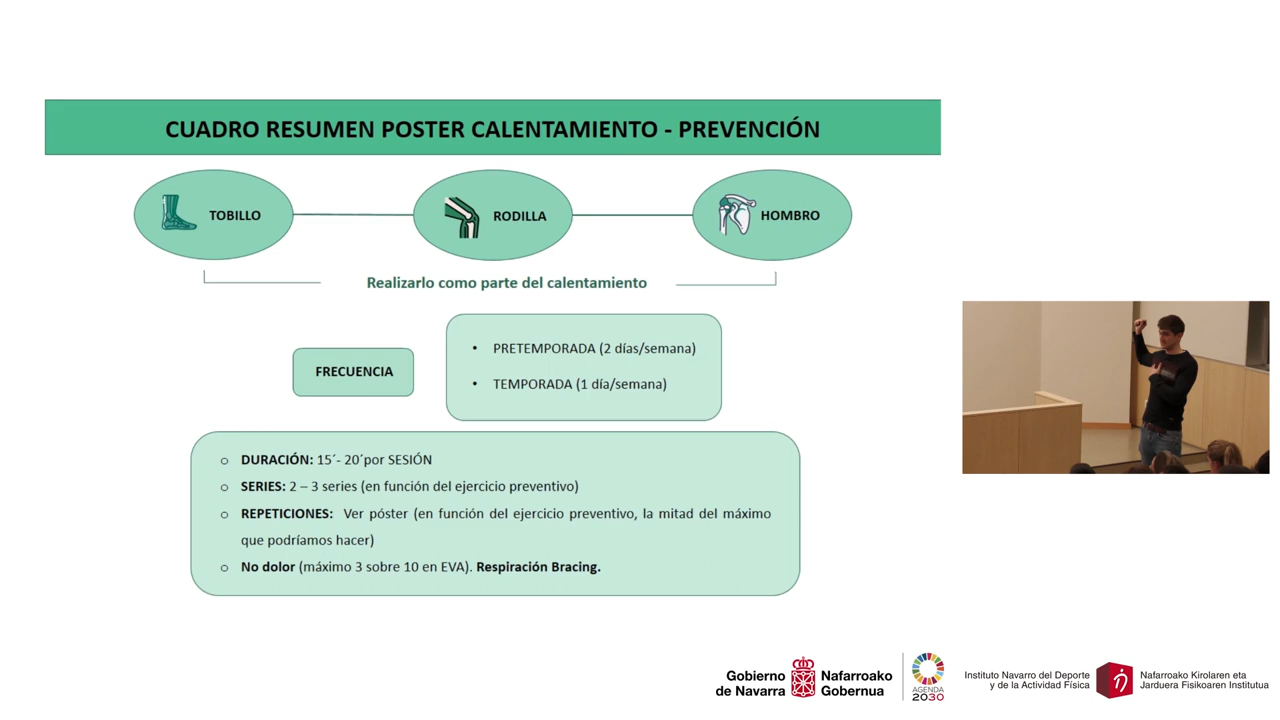 CUADRO RESUMEN POSTER CALENTAMIENTO - PREVENCIÓN
TOBILLO
RODILLA
HOMBRO
Realizarlo como parte del calentamiento
FRECUENCIA
• PRETEMPORADA (2 días/semana)
• TEMPORADA (1 día/semana)
o DURACIÓN: 15´- 20´por SESIÓN
o SERIES: 2 – 3 series (en función del ejercicio preventivo)
o REPETICIONES: Ver póster (en función del ejercicio preventivo, la mitad del máximo
que podríamos hacer)
o No dolor (máximo 3 sobre 10 en EVA). Respiración Bracing.
Gobierno
de Navarra
Nafarroako
Gobernua
AGENDA
2030
Instituto Navarro del Deporte
y de la Actividad Física
Nafarroako Kirolaren eta
Jarduera Fisikoaren Institutua